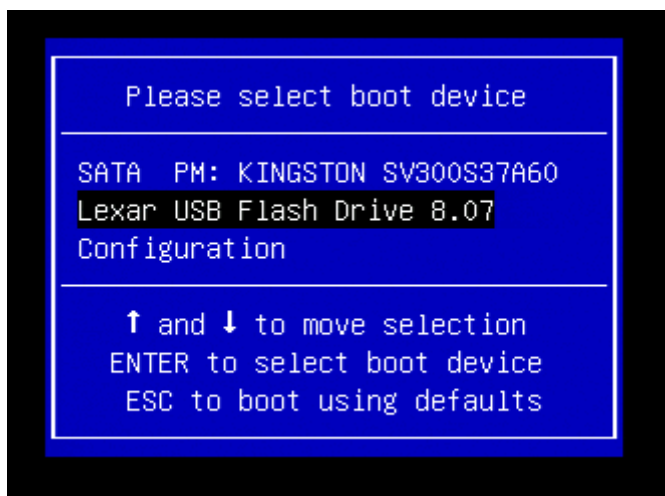 Please select boot device
SATA  PM: KINGSTON SV300S37A60
Lexar USB Flash Drive 8.07
Configuration
↑ and ↓ to move selection
ENTER to select boot device
ESC to boot using defaults